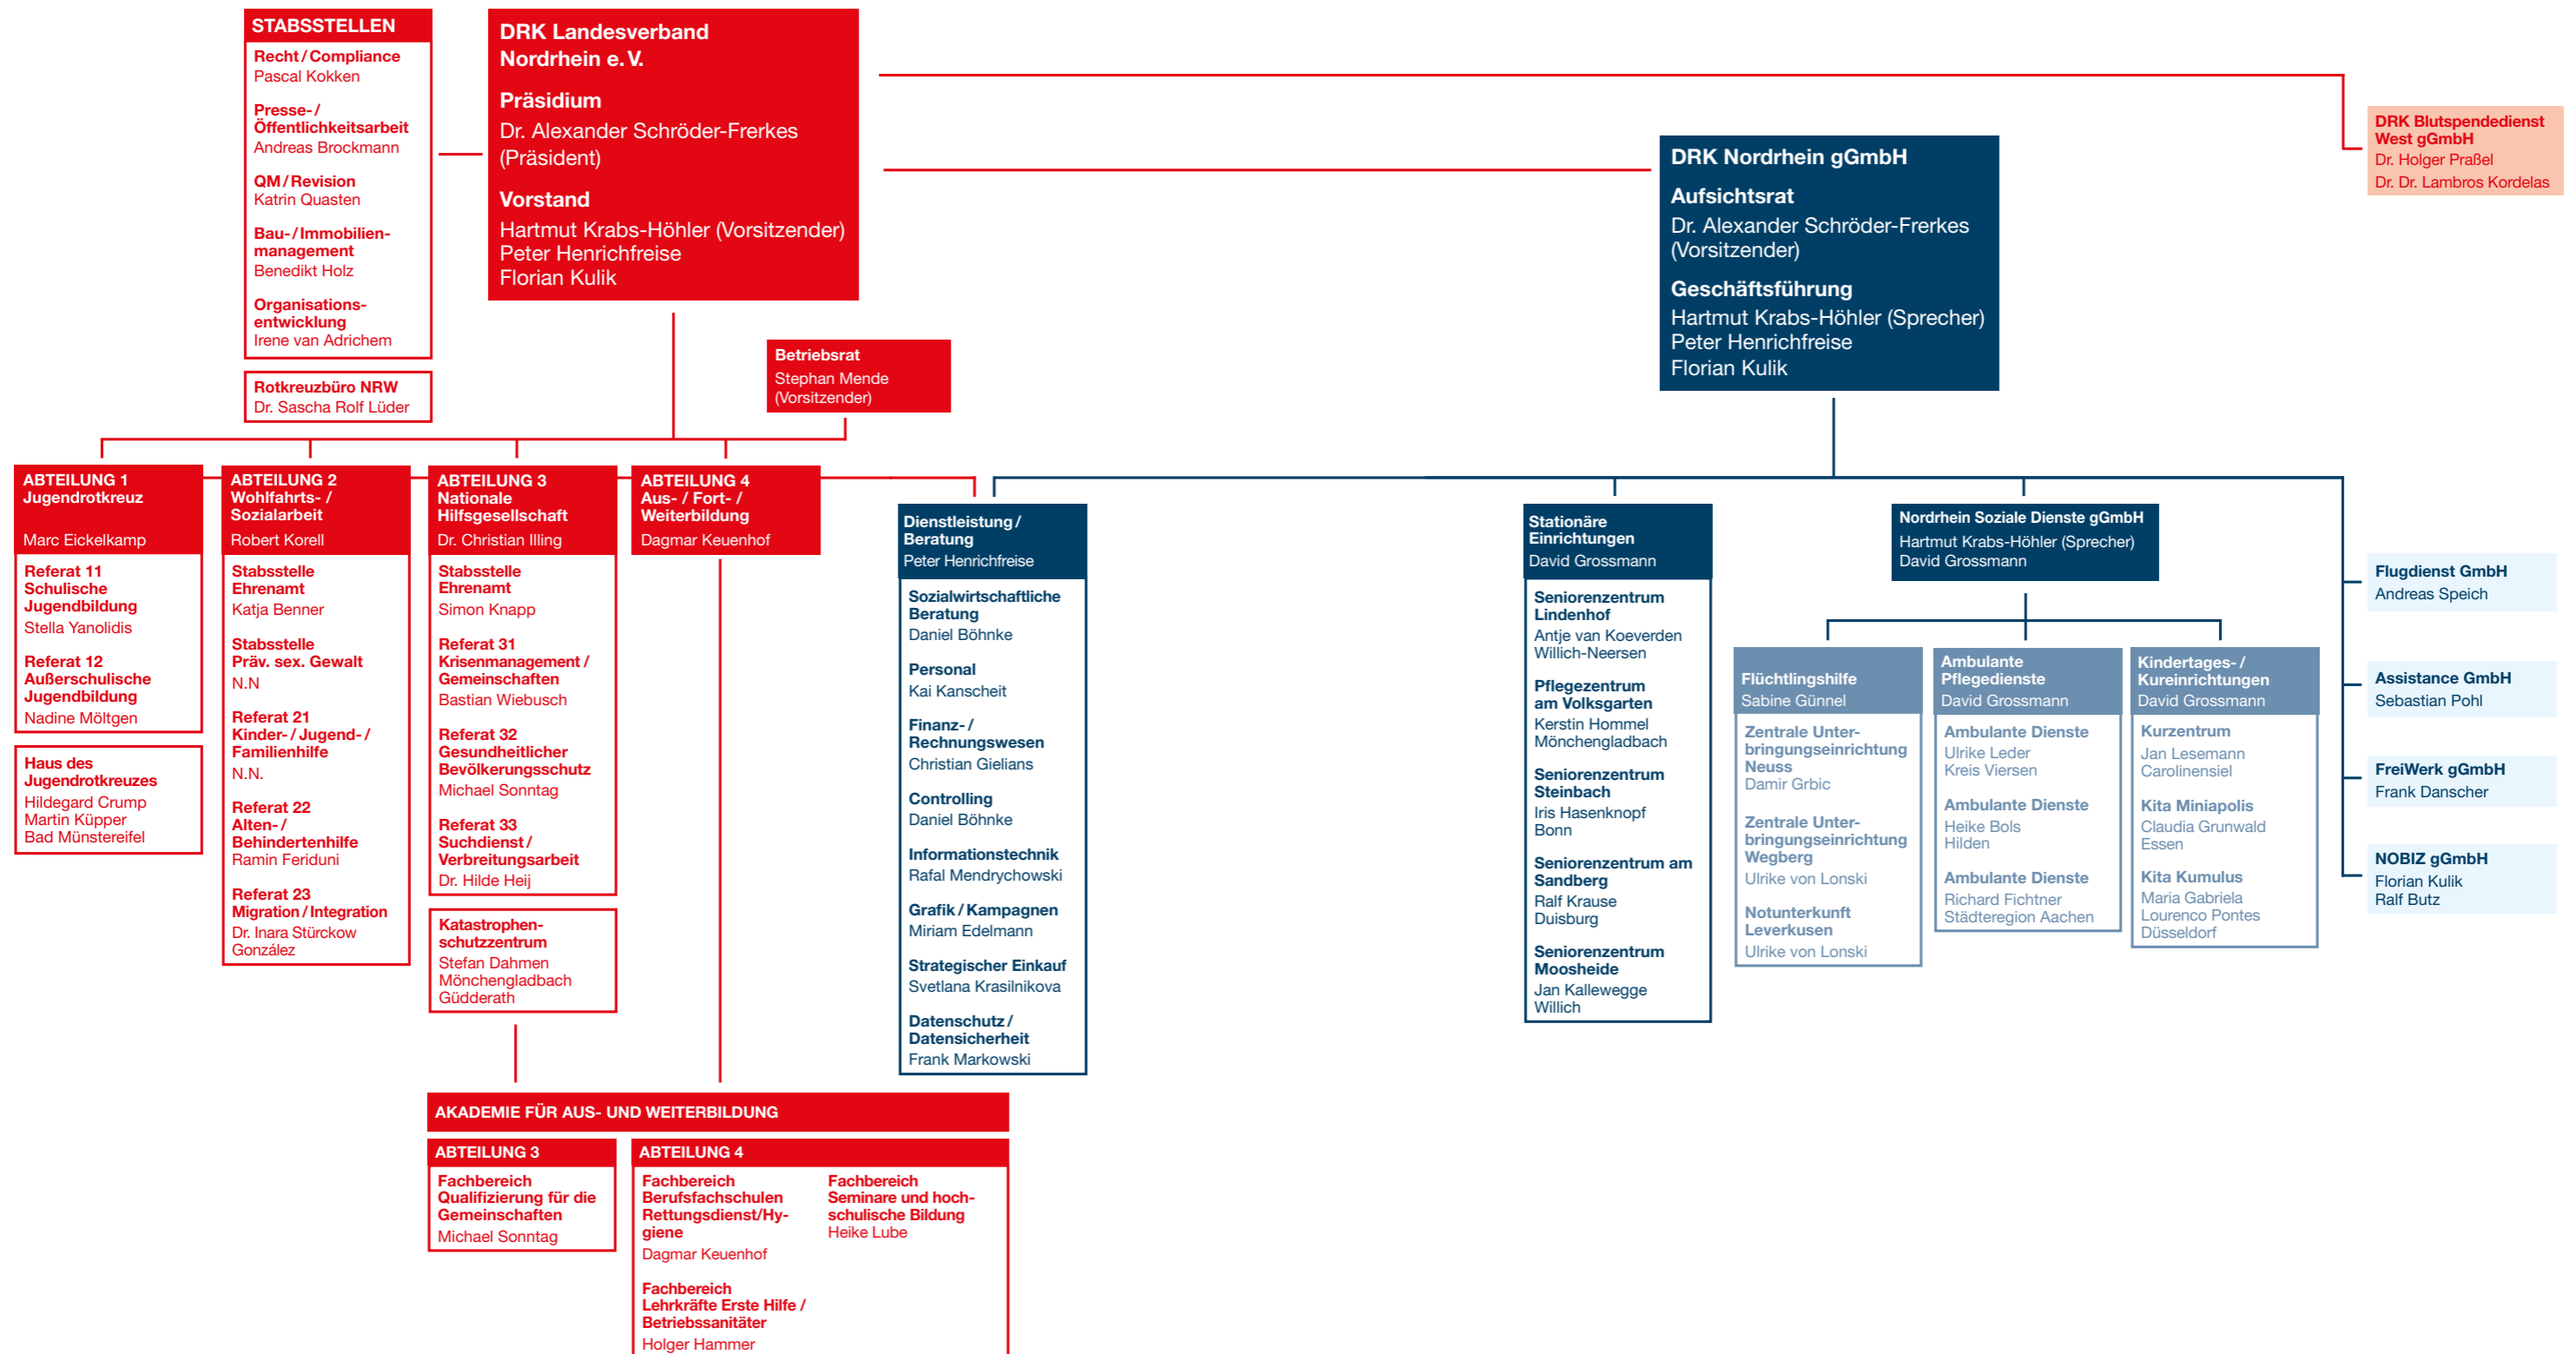 STABSSTELLEN
Recht / Compliance
Pascal Kokken
Presse- /
Öffentlichkeitsarbeit
Andreas Brockmann
QM / Revision
Katrin Quasten
Bau- / Immobilien-
management
Benedikt Holz
Organisations-
entwicklung
Irene van Adrichem
Rotkreuzbüro NRW
Dr. Sascha Rolf Lüder
DRK Landesverband
Nordrhein e. V.
Präsidium
Dr. Alexander Schröder-Frerkes
(Präsident)
Vorstand
Hartmut Krabs-Höhler (Vorsitzender)
Peter Henrichfreise
Florian Kulik
Betriebsrat
Stephan Mende
(Vorsitzender)
DRK Nordrhein gGmbH
Aufsichtsrat
Dr. Alexander Schröder-Frerkes
(Vorsitzender)
Geschäftsführung
Hartmut Krabs-Höhler (Sprecher)
Peter Henrichfreise
Florian Kulik
DRK Blutspendedienst
West gGmbH
Dr. Holger Praßel
Dr. Dr. Lambros Kordelas
ABTEILUNG 1
Jugendrotkreuz
Marc Eickelkamp
Referat 11
Schulische
Jugendbildung
Stella Yanolidis
Referat 12
Außerschulische
Jugendbildung
Nadine Möltgen
Haus des
Jugendrotkreuzes
Hildegard Crump
Martin Küpper
Bad Münstereifel
ABTEILUNG 2
Wohlfahrts- /
Sozialarbeit
Robert Korell
Stabsstelle
Ehrenamt
Katja Benner
Stabsstelle
Präv. sex. Gewalt
N.N
Referat 21
Kinder- / Jugend- /
Familienhilfe
N.N.
Referat 22
Alten- /
Behindertenhilfe
Ramin Feriduni
Referat 23
Migration / Integration
Dr. Inara Stürckow
González
ABTEILUNG 3
Nationale
Hilfsgesellschaft
Dr. Christian Illing
Stabsstelle
Ehrenamt
Simon Knapp
Referat 31
Krisenmanagement /
Gemeinschaften
Bastian Wiebusch
Referat 32
Gesundheitlicher
Bevölkerungsschutz
Michael Sonntag
Referat 33
Suchdienst /
Verbreitungsarbeit
Dr. Hilde Heij
Katastrophen-
schutzzentrum
Stefan Dahmen
Mönchengladbach
Güdderath
ABTEILUNG 4
Aus- / Fort- /
Weiterbildung
Dagmar Keuenhof
Dienstleistung /
Beratung
Peter Henrichfreise
Sozialwirtschaftliche
Beratung
Daniel Böhnke
Personal
Kai Kanscheit
Finanz- /
Rechnungswesen
Christian Gielians
Controlling
Daniel Böhnke
Informationstechnik
Rafal Mendrychowski
Grafik / Kampagnen
Miriam Edelmann
Strategischer Einkauf
Svetlana Krasilnikova
Datenschutz /
Datensicherheit
Frank Markowski
Stationäre
Einrichtungen
David Grossmann
Seniorenzentrum
Lindenhof
Antje van Koeverden
Willich-Neersen
Pflegezentrum
am Volksgarten
Kerstin Hommel
Mönchengladbach
Seniorenzentrum
Steinbach
Iris Hasenknopf
Bonn
Seniorenzentrum am
Sandberg
Ralf Krause
Duisburg
Seniorenzentrum
Moosheide
Jan Kallewegge
Willich
Nordrhein Soziale Dienste gGmbH
Hartmut Krabs-Höhler (Sprecher)
David Grossmann
Flüchtlingshilfe
Sabine Günnel
Zentrale Unter-
bringungseinrichtung
Neuss
Damir Grbic
Zentrale Unter-
bringungseinrichtung
Wegberg
Ulrike von Lonski
Notunterkunft
Leverkusen
Ulrike von Lonski
Ambulante
Pflegedienste
David Grossmann
Ambulante Dienste
Ulrike Leder
Kreis Viersen
Ambulante Dienste
Heike Bols
Hilden
Ambulante Dienste
Richard Fichtner
Städteregion Aachen
Kindertages- /
Kureinrichtungen
David Grossmann
Kurzentrum
Jan Lesemann
Carolinensiel
Kita Miniapolis
Claudia Grunwald
Essen
Kita Kumulus
Maria Gabriela
Lourenco Pontes
Düsseldorf
Flugdienst GmbH
Andreas Speich
Assistance GmbH
Sebastian Pohl
FreiWerk gGmbH
Frank Danscher
NOBIZ gGmbH
Florian Kulik
Ralf Butz
AKADEMIE FÜR AUS- UND WEITERBILDUNG
ABTEILUNG 3
Fachbereich
Qualifizierung für die
Gemeinschaften
Michael Sonntag
ABTEILUNG 4
Fachbereich
Berufsfachschulen
Rettungsdienst/Hy-
giene
Dagmar Keuenhof
Fachbereich
Lehrkräfte Erste Hilfe /
Betriebssanitäter
Holger Hammer
Fachbereich
Seminare und hoch-
schulische Bildung
Heike Lube